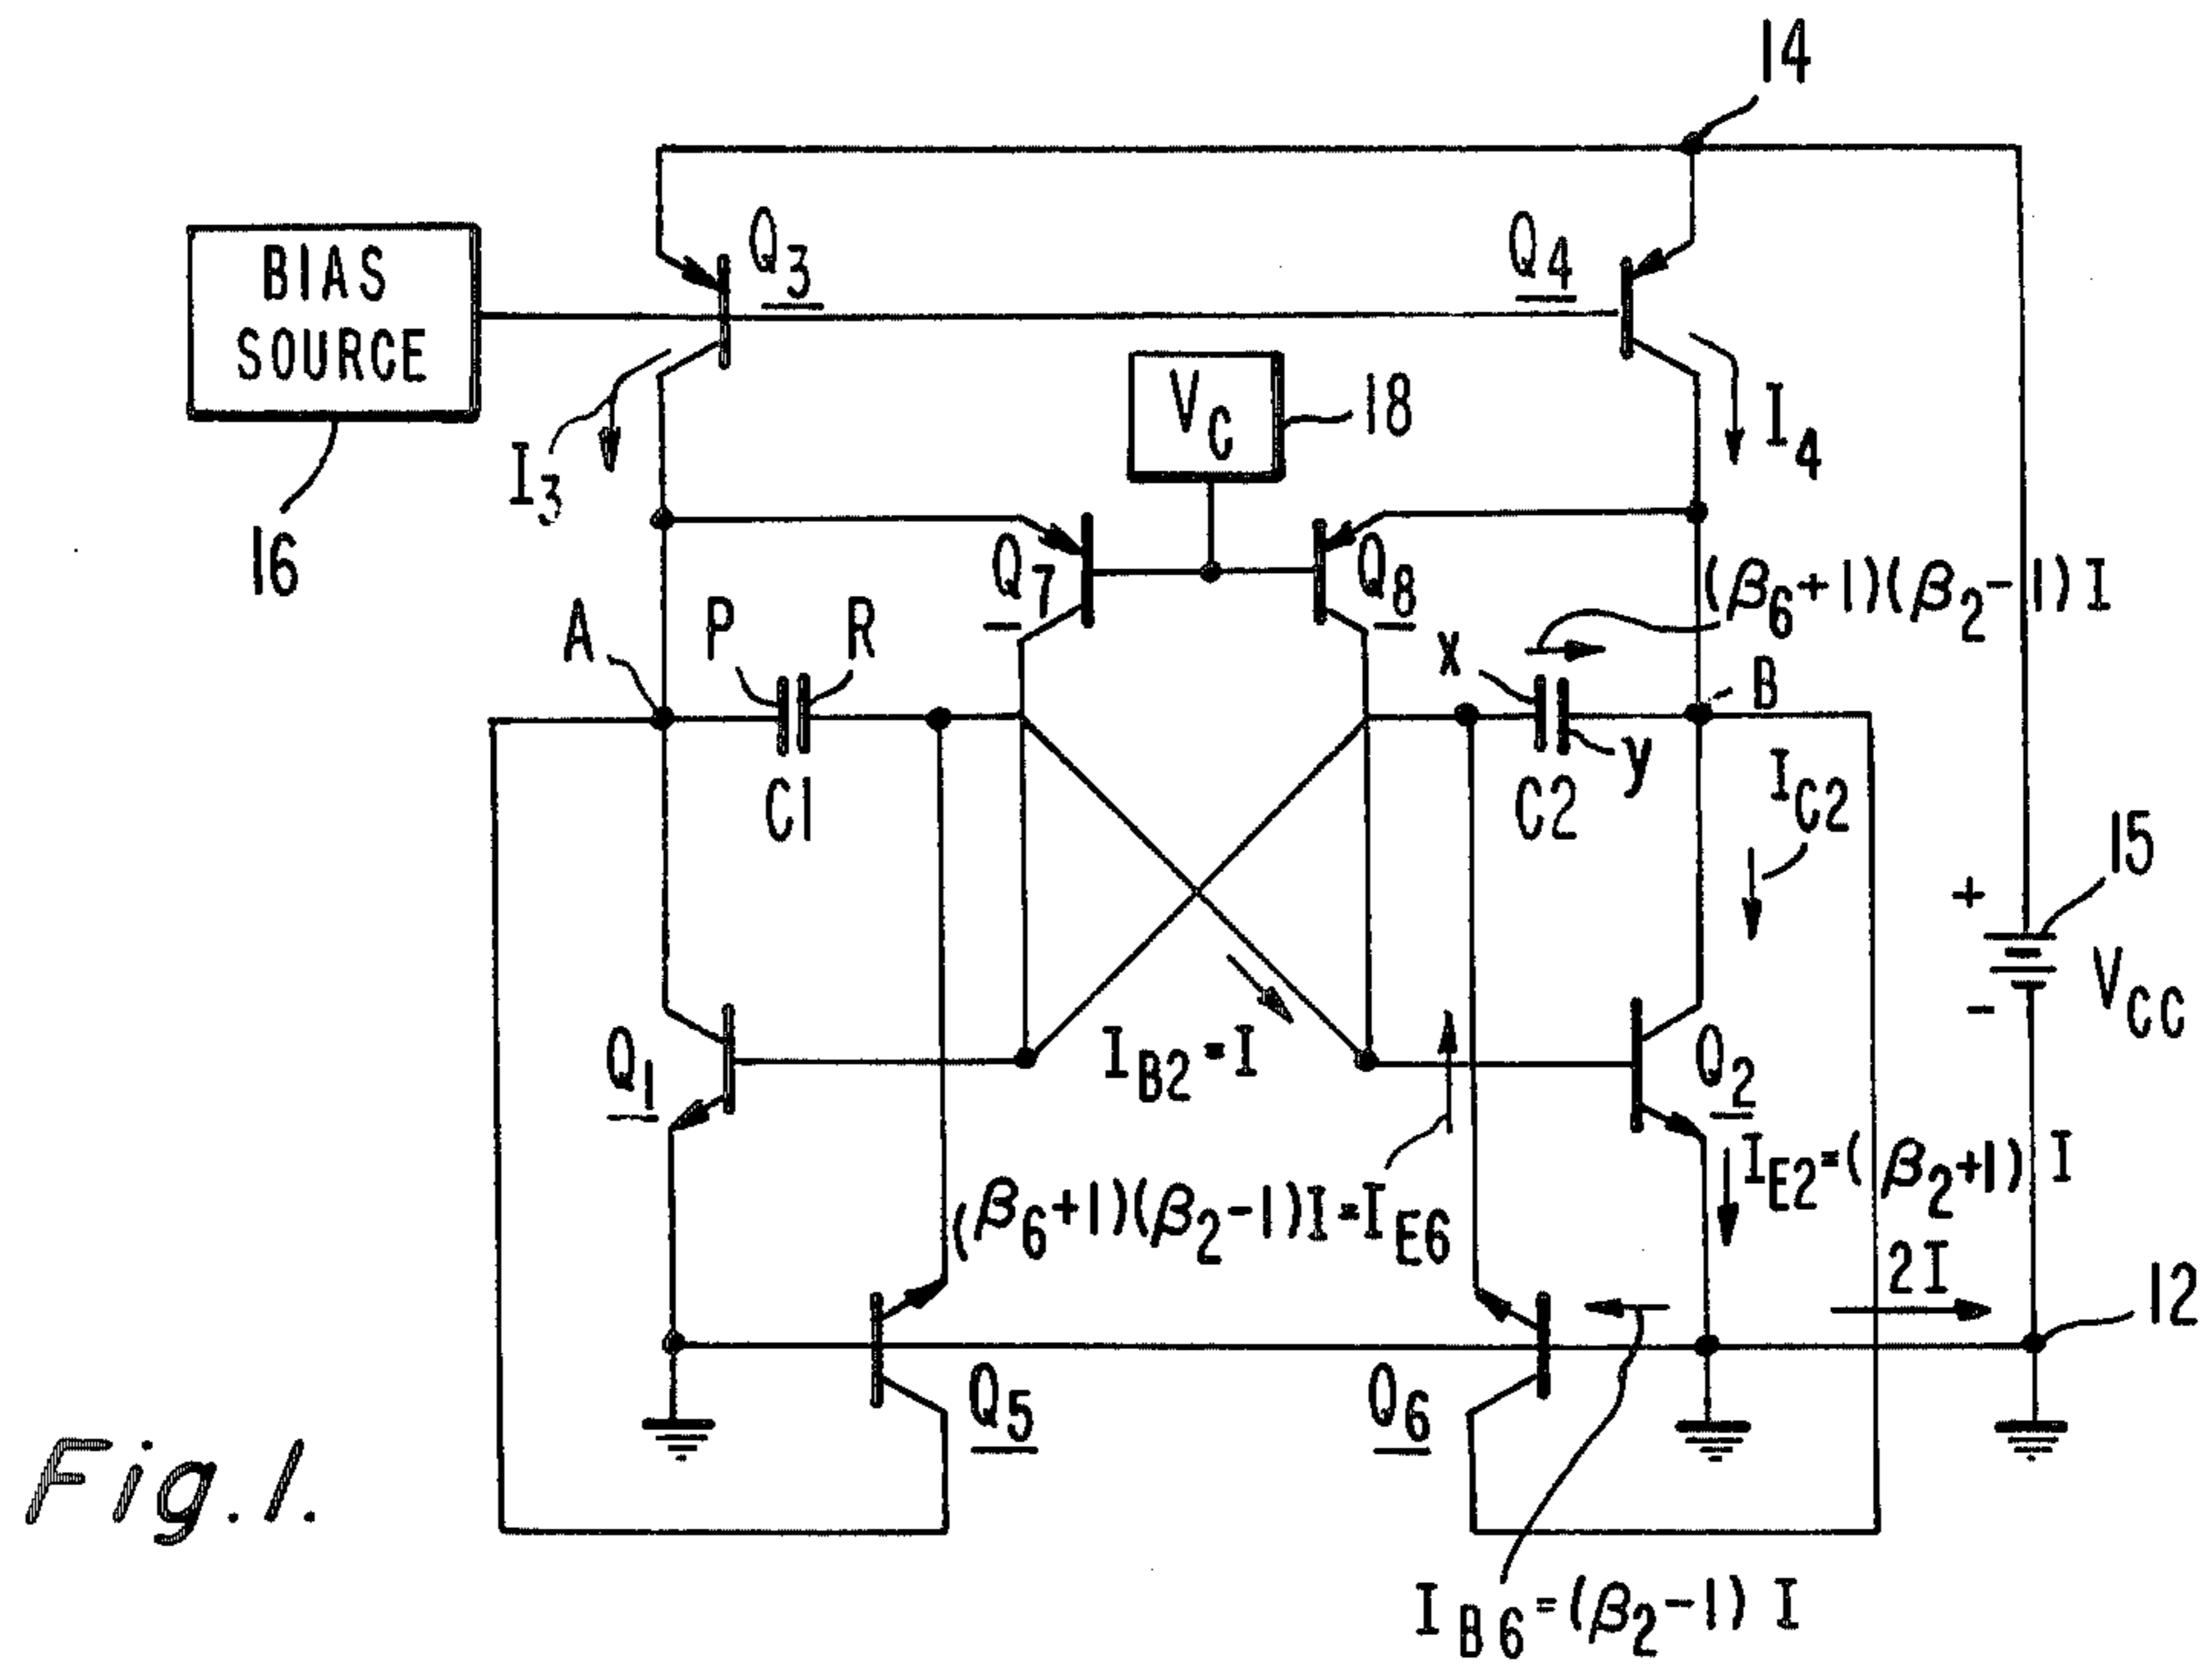 14
Q3
Q4
BIAS
SOURCE
VC
18
I3
I4
16
Q7
Q8
(β6+1)(β2-1)I
A
P
R
X
B
y
C1
C2
IC2
15
+
-
VCC
Q1
IB2=I
Q2
(β6+1)(β2-1)I=IE6
IE2=(β2+1)I
2I
12
Q5
Q6
Fig.1.
IB6=(β2-1)I